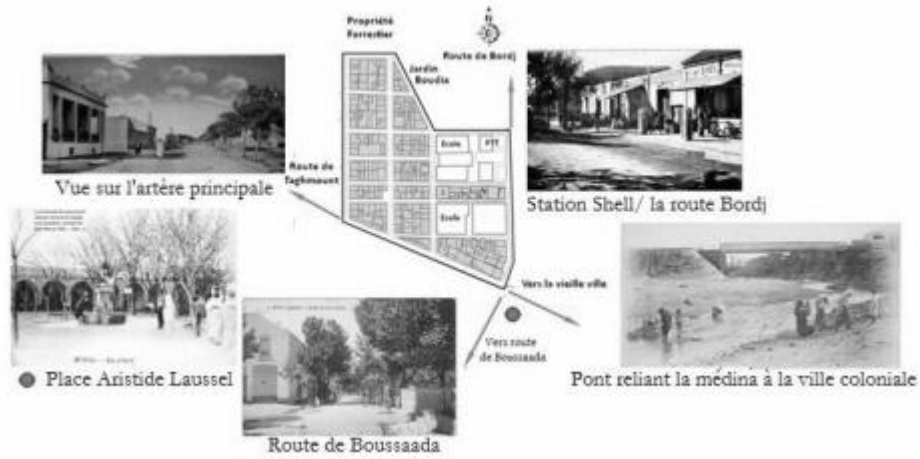 Propriété
Forrestier
N
Route de Bordj
Jardin
Boudia
Ecole
PTT
Route de
Taghmount
Ecole
Vue sur l'artère principale
Station Shell/ la route Bordj
Vers la vieille ville
Vers route
de Boussaada
Place Aristide Laussel
Pont reliant la médina à la ville coloniale
Route de Boussaada